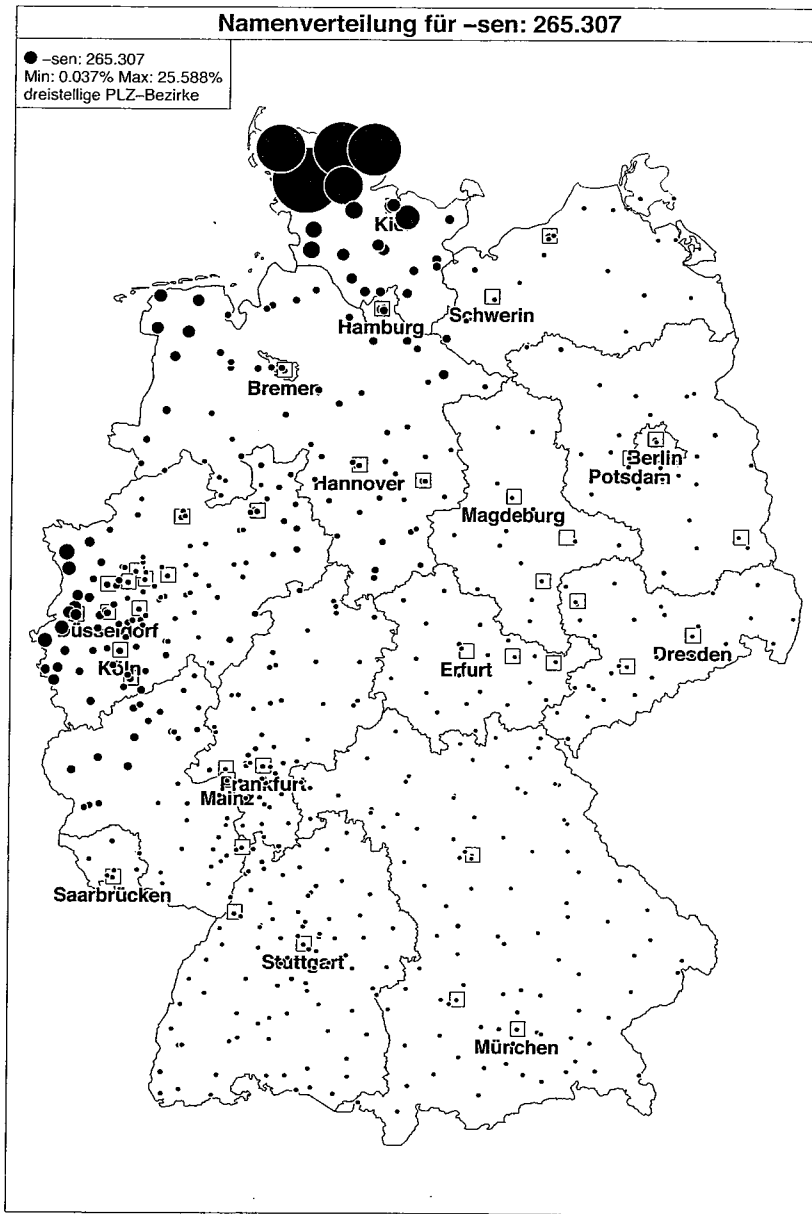 Namenverteilung für –sen: 265.307
–sen: 265.307
Min: 0.037% Max: 25.588%
dreistellige PLZ–Bezirke
Kiel
Hamburg
Schwerin
Bremen
Berlin
Potsdam
Hannover
Magdeburg
Düsseldorf
Köln
Erfurt
Dresden
Frankfurt
Mainz
Saarbrücken
Stuttgart
München